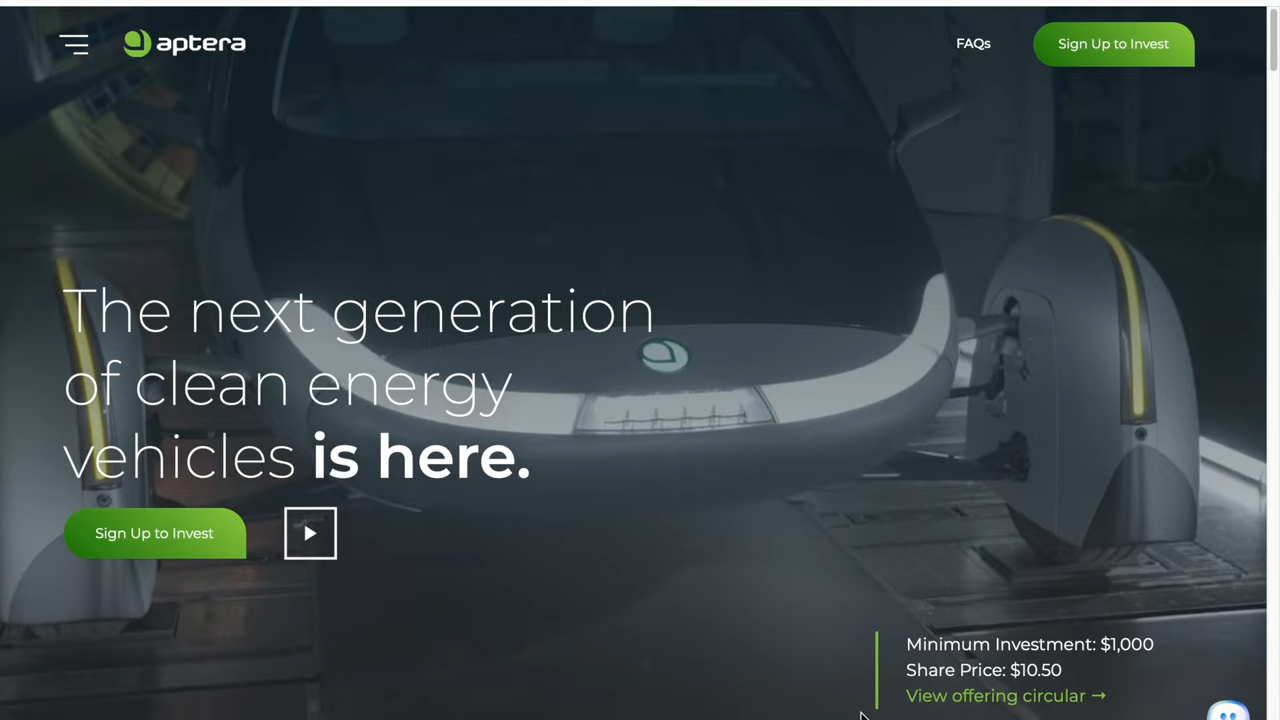 aptera
FAQs
Sign Up to Invest
The next generation
of clean energy
vehicles is here.
Sign Up to Invest
Minimum Investment: $1,000
Share Price: $10.50
View offering circular →